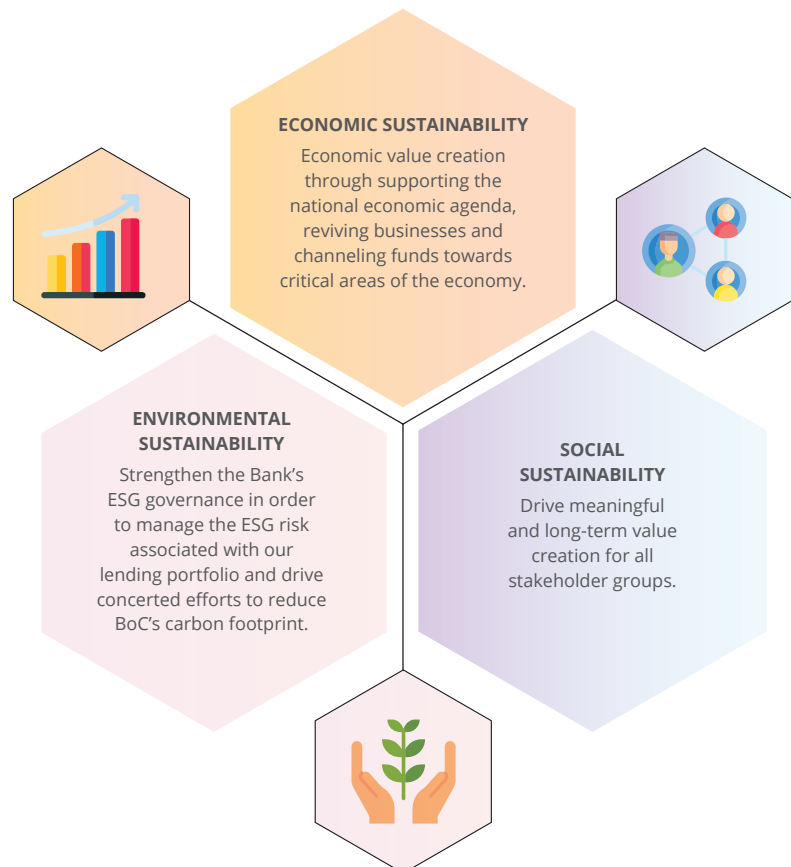 ECONOMIC SUSTAINABILITY
Economic value creation
through supporting the
national economic agenda,
reviving businesses and
channeling funds towards
critical areas of the economy.
ENVIRONMENTAL
SUSTAINABILITY
Strengthen the Bank’s
ESG governance in order
to manage the ESG risk
associated with our
lending portfolio and drive
concerted efforts to reduce
BoC’s carbon footprint.
SOCIAL
SUSTAINABILITY
Drive meaningful
and long-term value
creation for all
stakeholder groups.